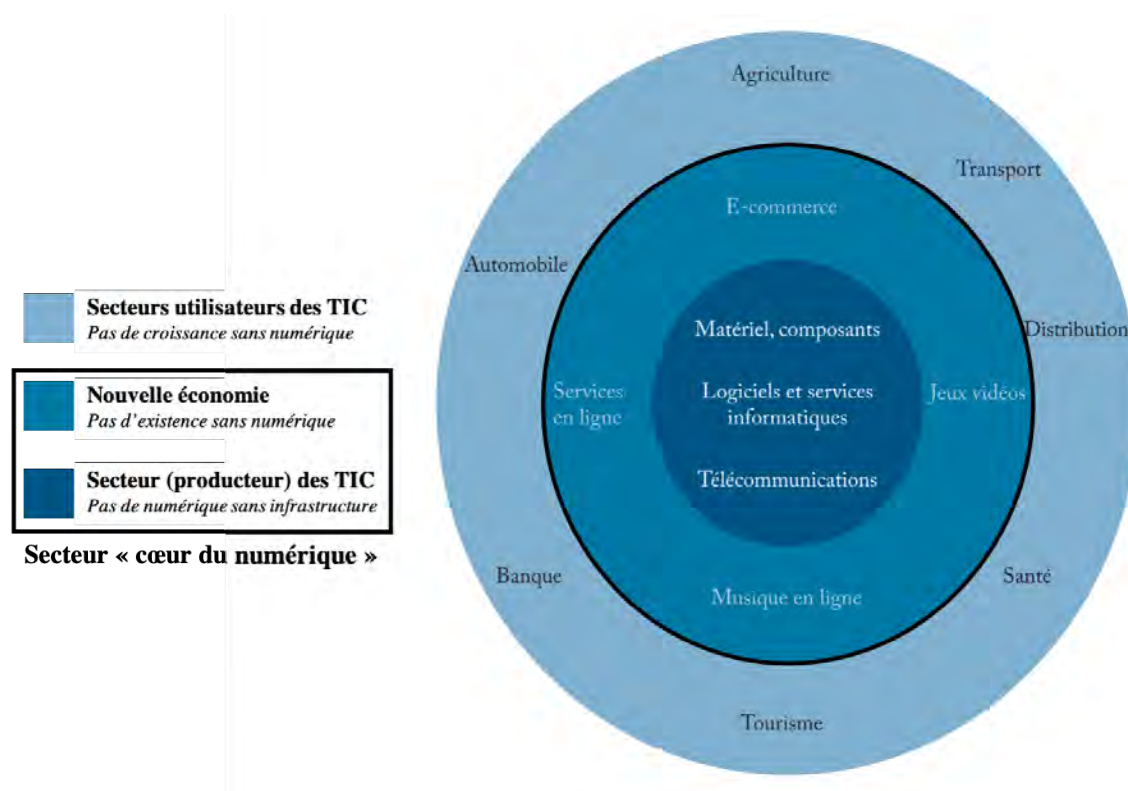 Secteurs utilisateurs des TIC
Pas de croissance sans numérique
Nouvelle économie
Pas d'existence sans numérique
Secteur (producteur) des TIC
Pas de numérique sans infrastructure
Secteur « cœur du numérique »
Agriculture
Transport
E-commerce
Automobile
Matériel, composants
Distribution
Services
en ligne
Logiciels et services
informatiques
Jeux vidéos
Télécommunications
Banque
Santé
Musique en ligne
Tourisme